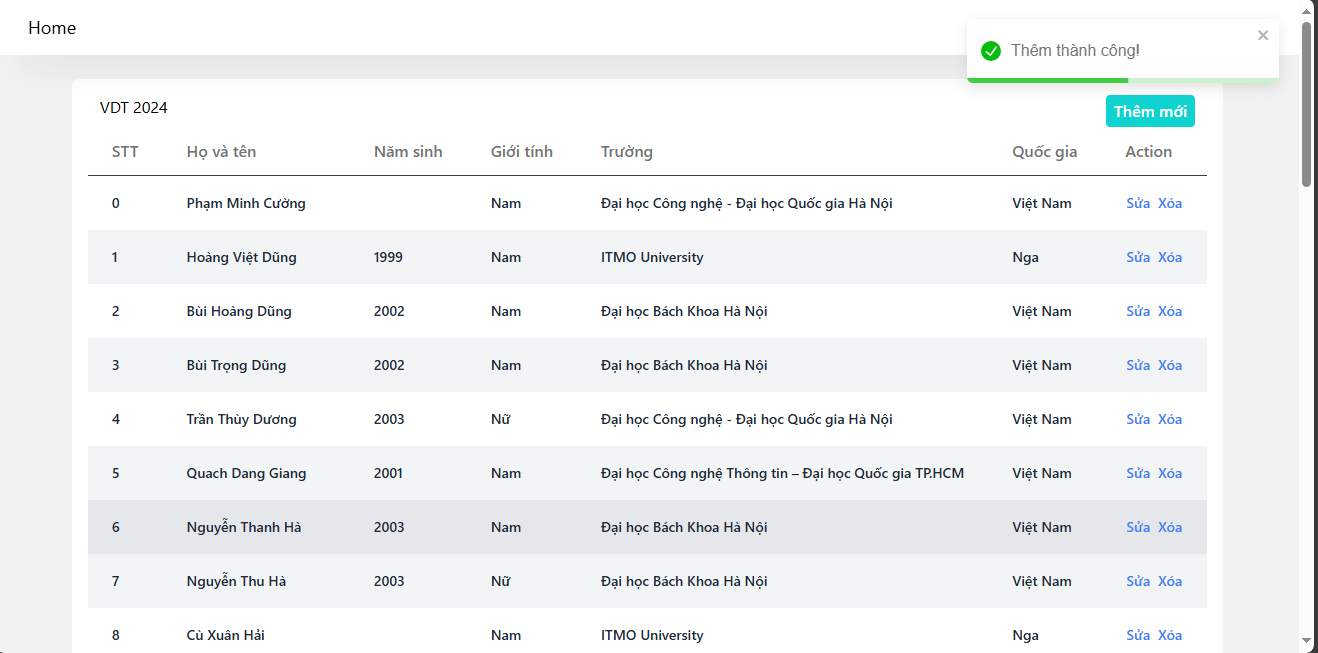 Home
Thêm thành công!
VDT 2024
Thêm mới
STT Họ và tên Năm sinh Giới tính Trường Quốc gia Action
0 Phạm Minh Cường Nam Đại học Công nghệ - Đại học Quốc gia Hà Nội Việt Nam Sửa Xóa
1 Hoàng Việt Dũng 1999 Nam ITMO University Nga Sửa Xóa
2 Bùi Hoàng Dũng 2002 Nam Đại học Bách Khoa Hà Nội Việt Nam Sửa Xóa
3 Bùi Trọng Dũng 2002 Nam Đại học Bách Khoa Hà Nội Việt Nam Sửa Xóa
4 Trần Thùy Dương 2003 Nữ Đại học Công nghệ - Đại học Quốc gia Hà Nội Việt Nam Sửa Xóa
5 Quach Dang Giang 2001 Nam Đại học Công nghệ Thông tin – Đại học Quốc gia TP.HCM Việt Nam Sửa Xóa
6 Nguyễn Thanh Hà 2003 Nam Đại học Bách Khoa Hà Nội Việt Nam Sửa Xóa
7 Nguyễn Thu Hà 2003 Nữ Đại học Bách Khoa Hà Nội Việt Nam Sửa Xóa
8 Cù Xuân Hải Nam ITMO University Nga Sửa Xóa